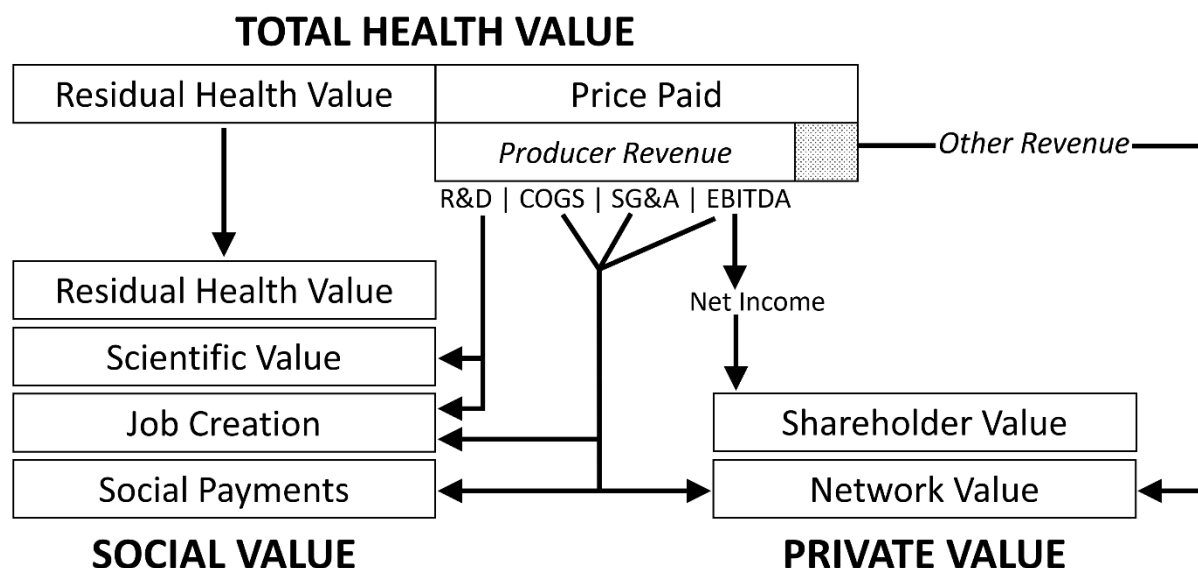 TOTAL HEALTH VALUE
Residual Health Value
Price Paid
Producer Revenue
Other Revenue
R&D | COGS | SG&A | EBITDA
Residual Health Value
Net Income
Scientific Value
Job Creation
Shareholder Value
Social Payments
Network Value
SOCIAL VALUE
PRIVATE VALUE